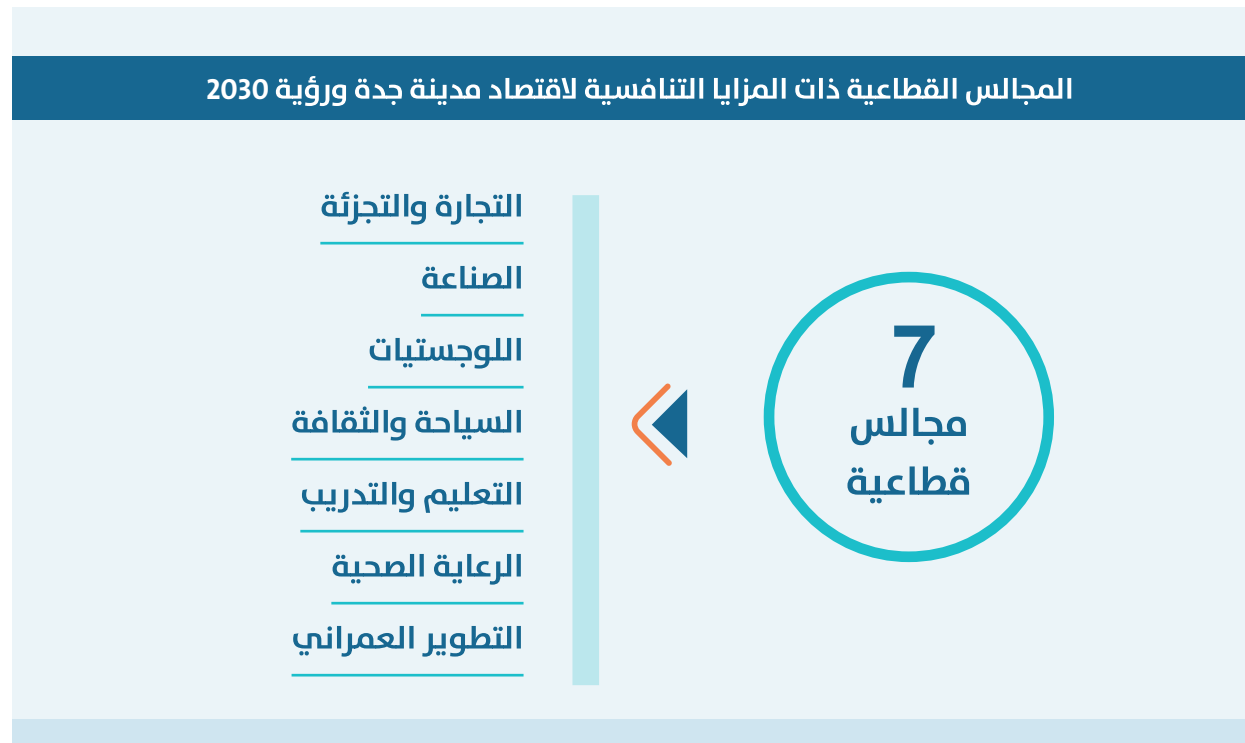 المجالس القطاعية ذات المزايا التنافسية لاقتصاد مدينة جدة ورؤية 2030
7
مجالس
قطاعية
التجارة والتجزئة
الصناعة
اللوجستيات
السياحة والثقافة
التعليم والتدريب
الرعاية الصحية
التطوير العمراني